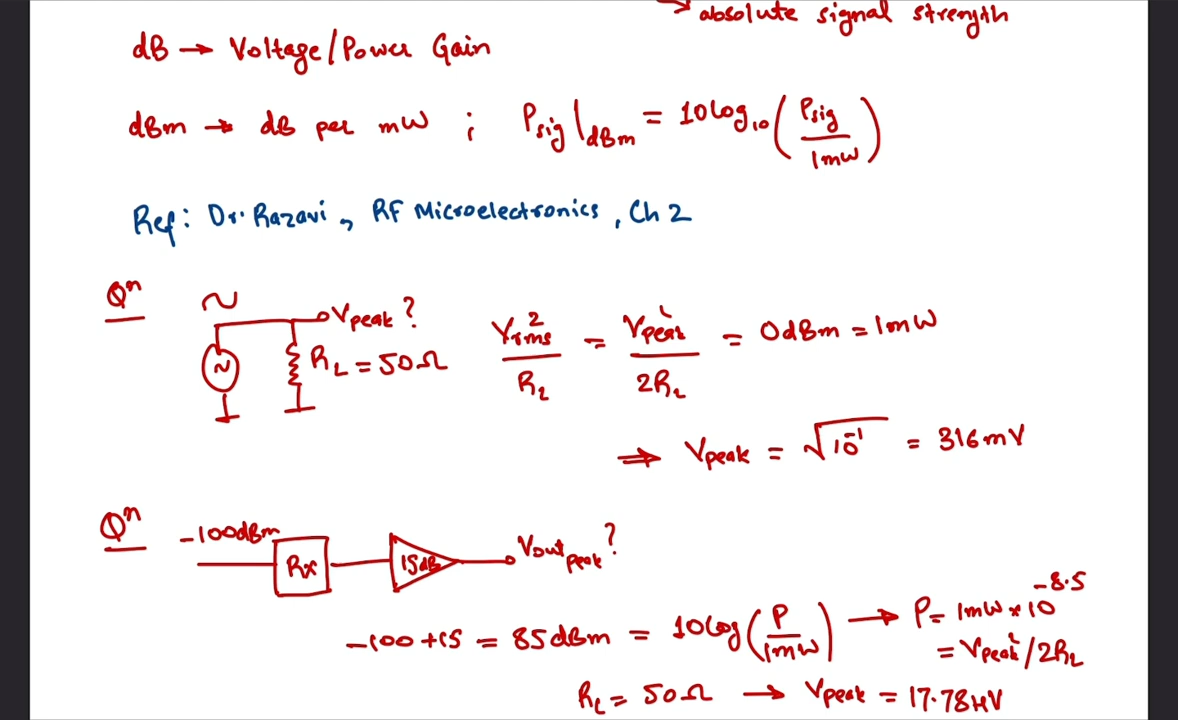 → absolute signal strength
dB → Voltage/Power Gain
dBm → dB per mW ; Psig|dBm = 10log₁₀(Psig/1mW)
Ref: Dr. Razavi, RF Microelectronics, Ch 2
Qⁿ
~ Vpeak?
RL = 50Ω
Vrms²/RL = Vpeak²/2RL = 0dBm = 1mW
⇒ Vpeak = √10⁻¹ = 316mV
Qⁿ
-100dBm Rx 15dB Vout peak?
-100 +15 = 85dBm = 10log(P/1mW) → P = 1mW × 10^-8.5
= Vpeak²/2RL
RL = 50Ω → Vpeak = 17.78μV